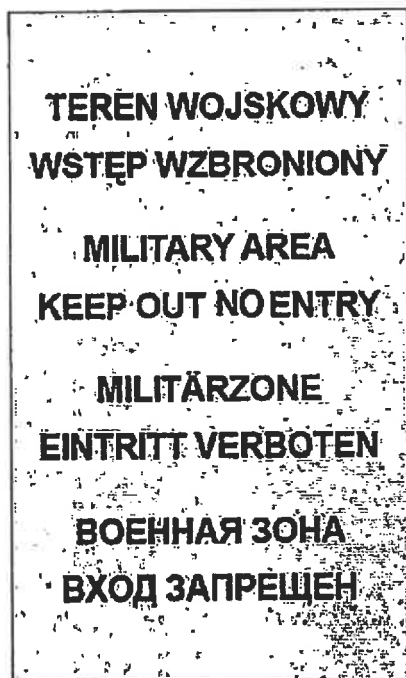 TEREN WOJSKOWY
WSTĘP WZBRONIONY
MILITARY AREA
KEEP OUT NO ENTRY
MILITÄRZONE
EINTRITT VERBOTEN
ВОЕННАЯ ЗОНА
ВХОД ЗАПРЕЩЕН